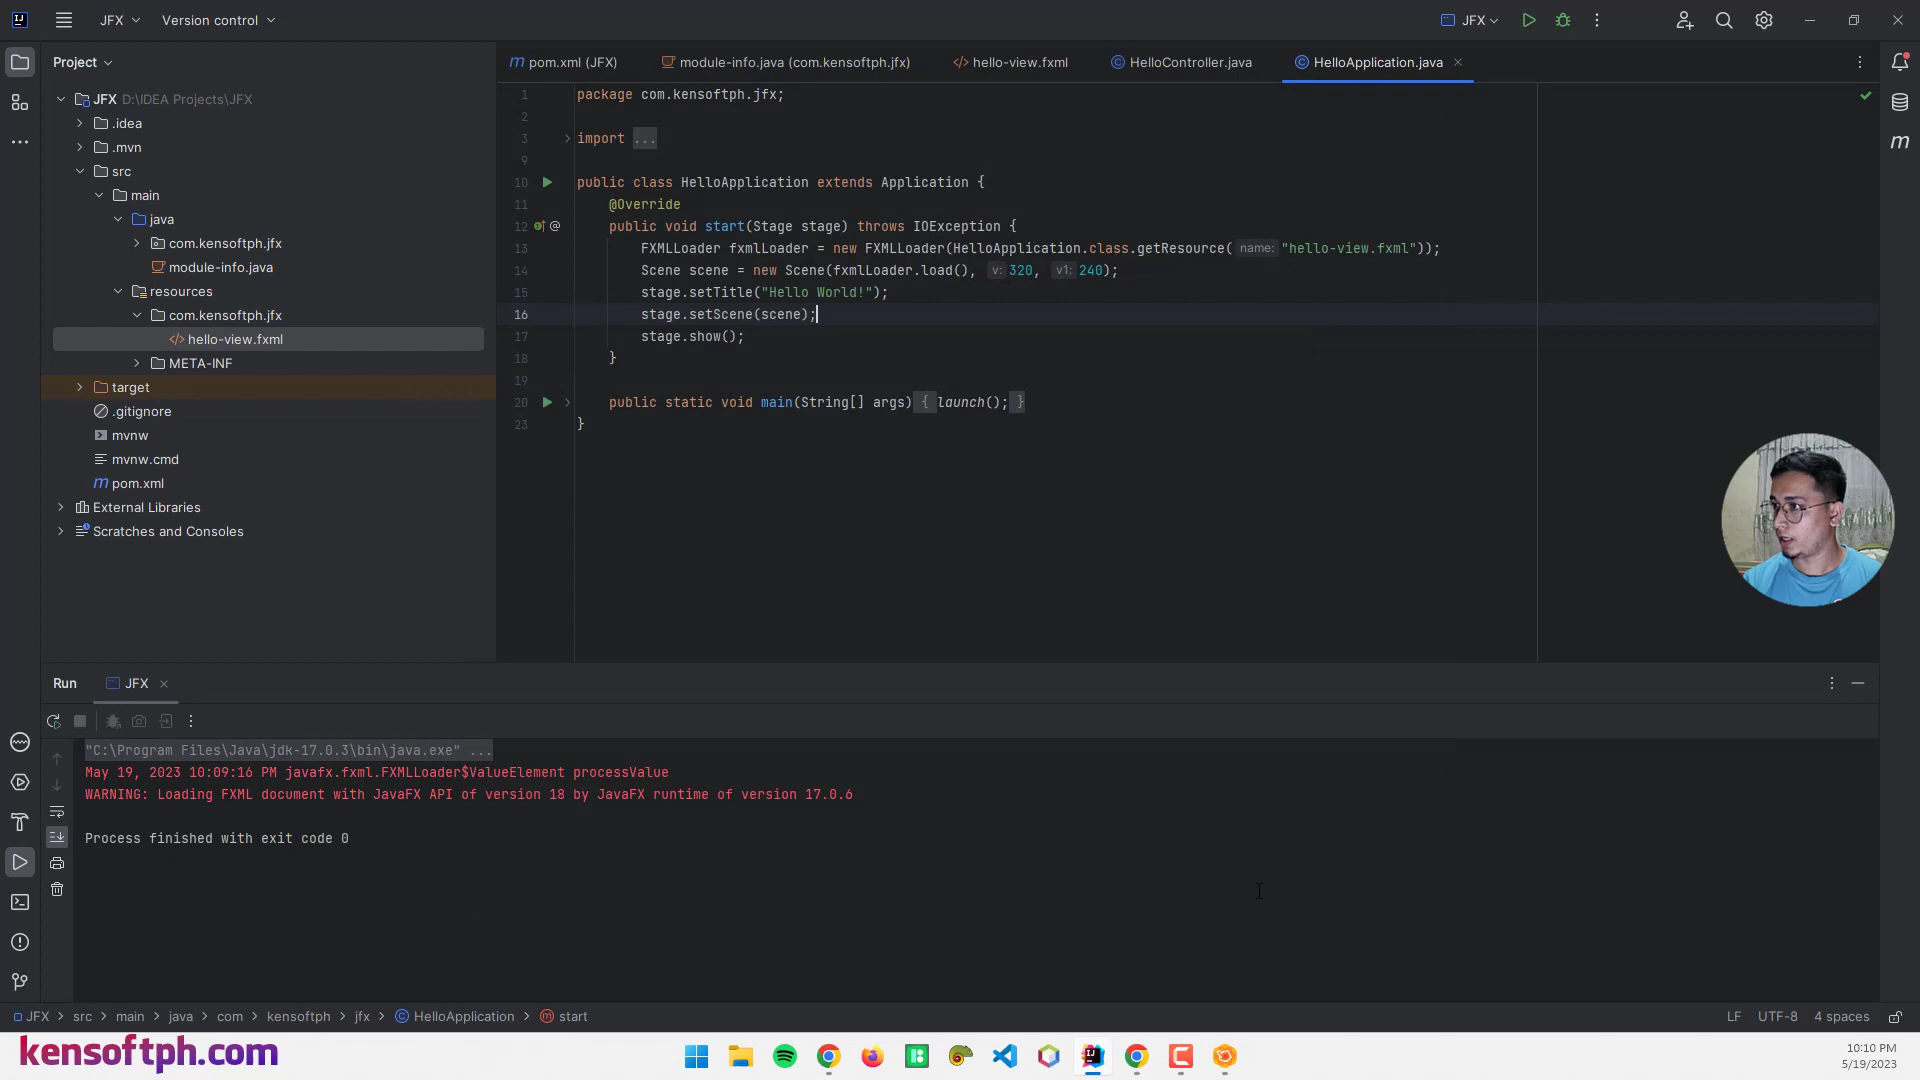 JFX
Version control
JFX
Project
pom.xml (JFX)
module-info.java (com.kensoftph.jfx)
hello-view.fxml
HelloController.java
HelloApplication.java
JFX D:\IDEA Projects\JFX
.idea
.mvn
src
main
java
com.kensoftph.jfx
module-info.java
resources
com.kensoftph.jfx
hello-view.fxml
META-INF
target
.gitignore
mvnw
mvnw.cmd
pom.xml
External Libraries
Scratches and Consoles
1 package com.kensoftph.jfx;
2
3 import ...
9
10 public class HelloApplication extends Application {
11 @Override
12 public void start(Stage stage) throws IOException {
13 FXMLLoader fxmlLoader = new FXMLLoader(HelloApplication.class.getResource( name: "hello-view.fxml"));
14 Scene scene = new Scene(fxmlLoader.load(), v: 320, v1: 240);
15 stage.setTitle("Hello World!");
16 stage.setScene(scene);
17 stage.show();
18 }
19
20 public static void main(String[] args) { launch(); }
23 }
Run
JFX
"C:\Program Files\Java\jdk-17.0.3\bin\java.exe" ...
May 19, 2023 10:09:16 PM javafx.fxml.FXMLLoader$ValueElement processValue
WARNING: Loading FXML document with JavaFX API of version 18 by JavaFX runtime of version 17.0.6
Process finished with exit code 0
JFX > src > main > java > com > kensoftph > jfx > HelloApplication > start
LF UTF-8 4 spaces
kensoftph.com
10:10 PM
5/19/2023